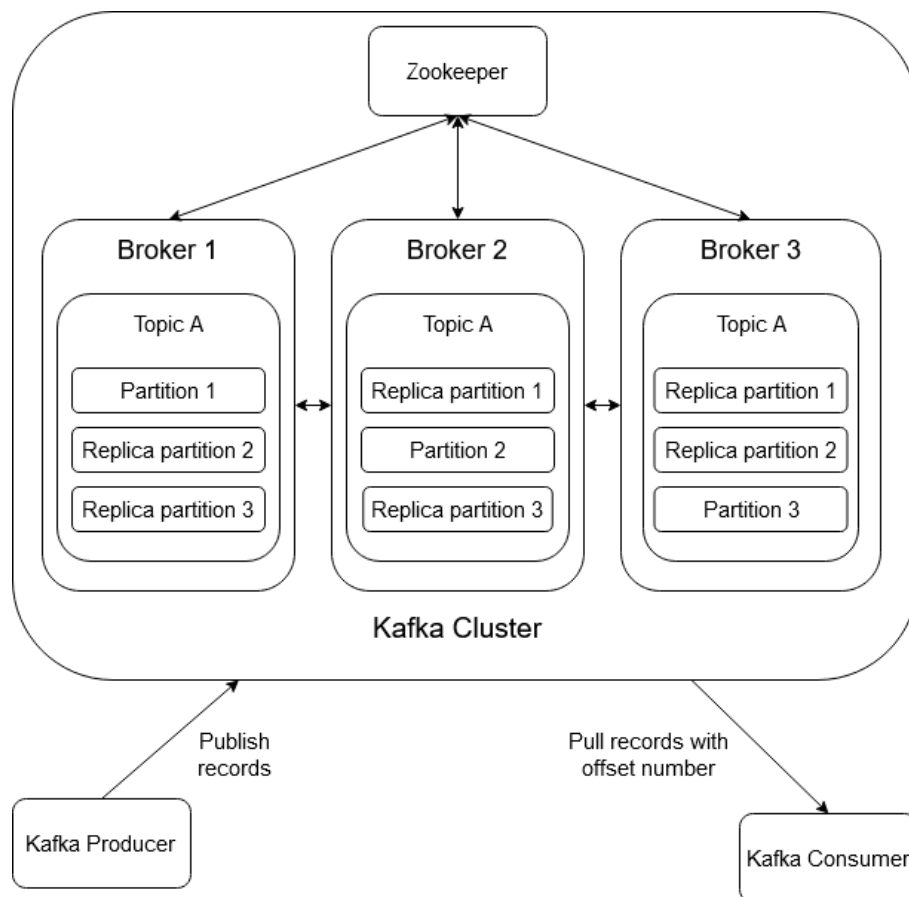 Zookeeper
Broker 1
Broker 2
Broker 3
Topic A
Topic A
Topic A
Partition 1
Replica partition 1
Replica partition 1
Replica partition 2
Partition 2
Replica partition 2
Replica partition 3
Replica partition 3
Partition 3
Kafka Cluster
Publish
records
Pull records with
offset number
Kafka Producer
Kafka Consumer